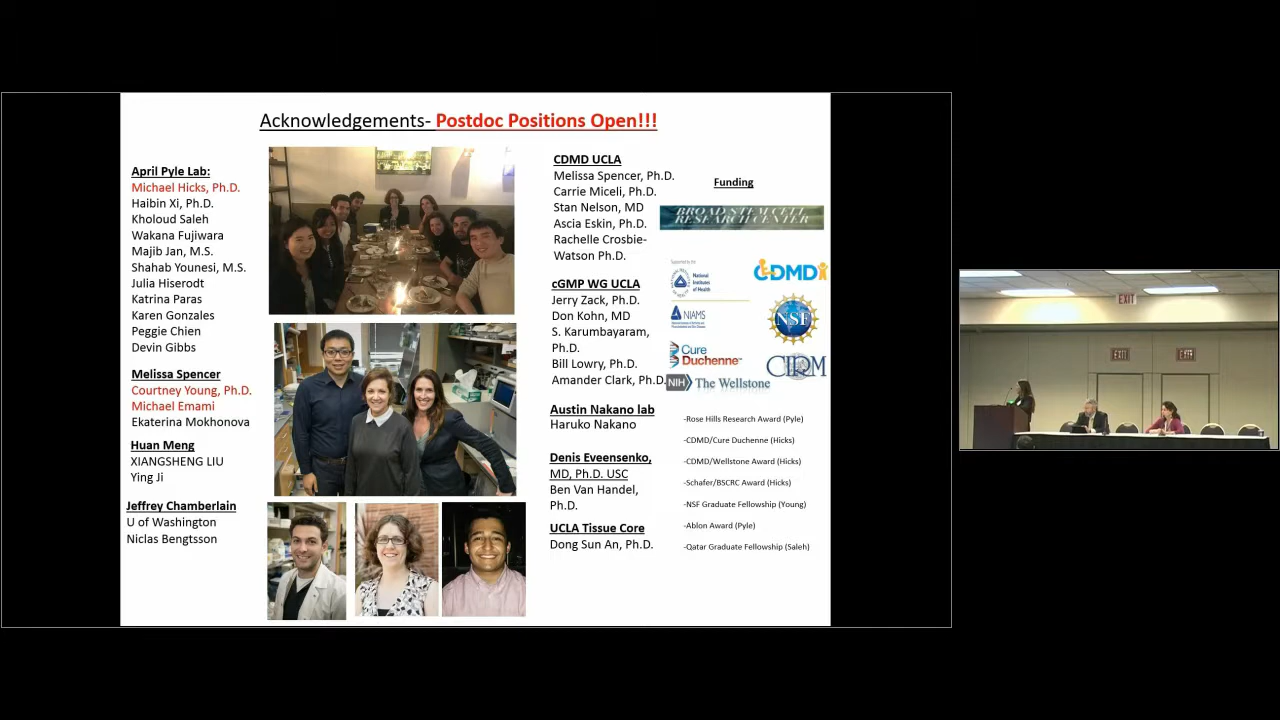 Acknowledgements- Postdoc Positions Open!!!
April Pyle Lab:
Michael Hicks, Ph.D.
Haibin Xi, Ph.D.
Kholoud Saleh
Wakana Fujiwara
Majib Jan, M.S.
Shahab Younesi, M.S.
Julia Hiserodt
Katrina Paras
Karen Gonzales
Peggie Chien
Devin Gibbs
Melissa Spencer
Courtney Young, Ph.D.
Michael Emami
Ekaterina Mokhonova
Huan Meng
XIANGSHENG LIU
Ying Ji
Jeffrey Chamberlain
U of Washington
Niclas Bengtsson
CDMD UCLA
Melissa Spencer, Ph.D.
Carrie Miceli, Ph.D.
Stan Nelson, MD
Ascia Eskin, Ph.D.
Rachelle Crosbie-
Watson Ph.D.
cGMP WG UCLA
Jerry Zack, Ph.D.
Don Kohn, MD
S. Karumbayaram,
Ph.D.
Bill Lowry, Ph.D.
Amander Clark, Ph.D.
Austin Nakano lab
Haruko Nakano
Denis Eveensenko,
MD, Ph.D. USC
Ben Van Handel,
Ph.D.
UCLA Tissue Core
Dong Sun An, Ph.D.
Funding
BROAD STEM CELL
RESEARCH CENTER
Supported by the
National
Institutes
of Health
CDMD
NIAMS
NSF
Cure
Duchenne
CIRM
NIH The Wellstone
-Rose Hills Research Award (Pyle)
-CDMD/Cure Duchenne (Hicks)
-CDMD/Wellstone Award (Hicks)
-Schafer/BSCRC Award (Hicks)
-NSF Graduate Fellowship (Young)
-Ablon Award (Pyle)
-Qatar Graduate Fellowship (Saleh)
EXIT
EXIT
EXIT